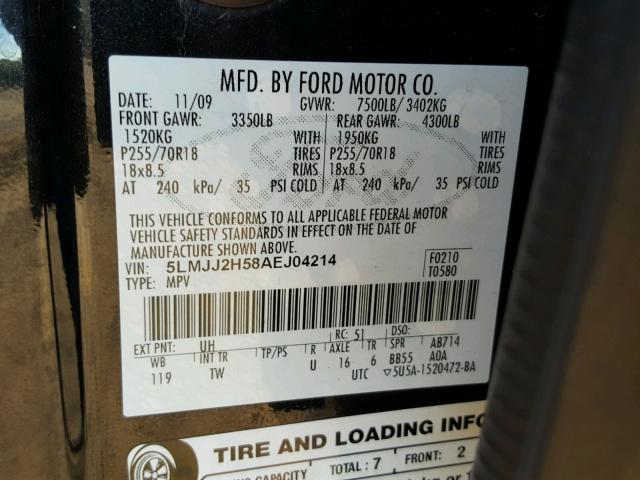 MFD. BY FORD MOTOR CO.
DATE: 11/09 GVWR: 7500LB/ 3402KG
FRONT GAWR: 3350LB REAR GAWR: 4300LB
1520KG WITH 1950KG WITH
P255/70R18 TIRES P255/70R18 TIRES
18x8.5 RIMS 18x8.5 RIMS
AT 240 kPa/ 35 PSI COLD AT 240 kPa/ 35 PSI COLD
THIS VEHICLE CONFORMS TO ALL APPLICABLE FEDERAL MOTOR
VEHICLE SAFETY STANDARDS IN EFFECT ON THE DATE OF
MANUFACTURE SHOWN ABOVE.
VIN: 5LMJJ2H58AEJ04214 F0210
TYPE: MPV T0580
EXT PNT: UH RC: 51 DSO:
WB INT TR TP/PS R AXLE TR SPR AB714
119 TW U 16 6 BB55 A0A
UTC ▽5U5A-1520472-BA
TIRE AND LOADING INFO
CAPACITY TOTAL: 7 FRONT: 2